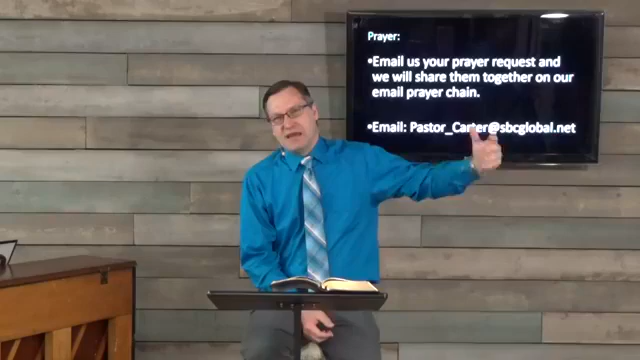 Prayer:
•Email us your prayer request and
we will share them together on our
email prayer chain.
•Email: Pastor_Carter@sbcglobal.net